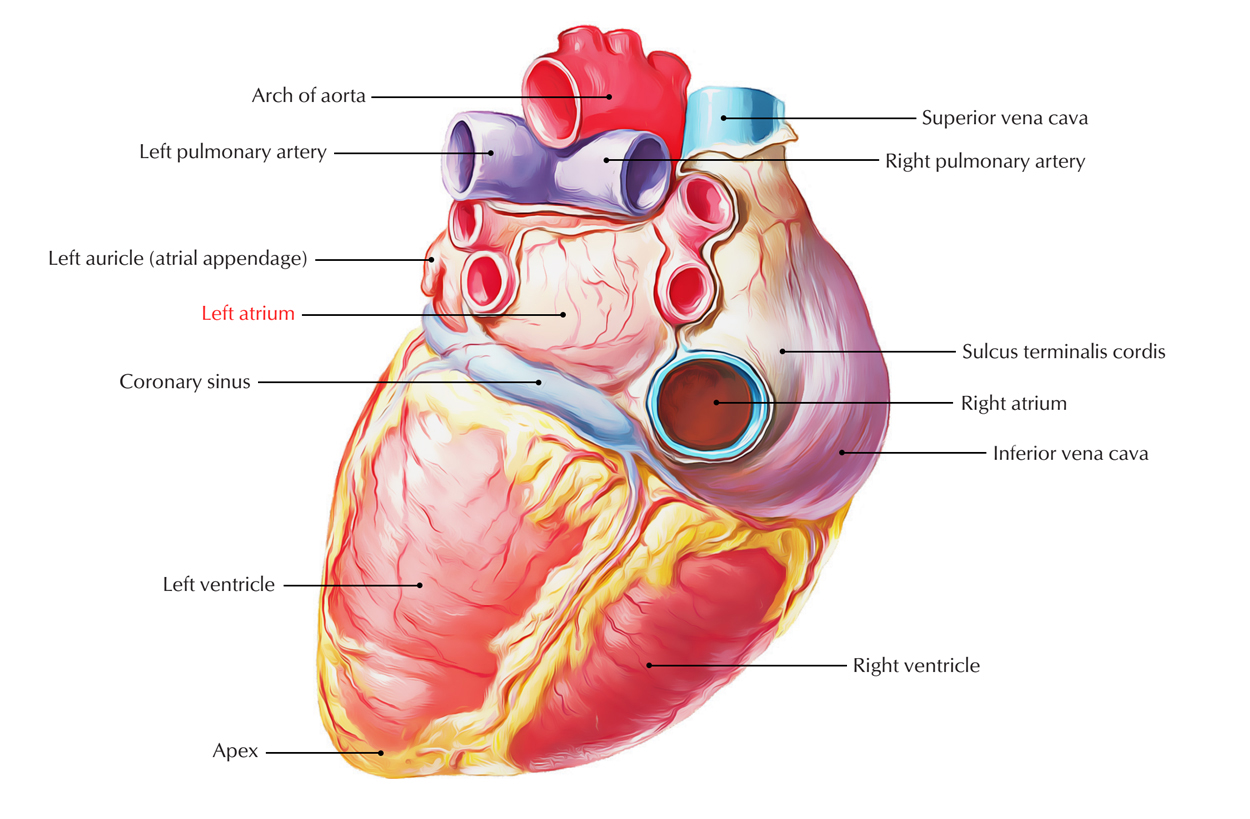 Arch of aorta
Superior vena cava
Left pulmonary artery
Right pulmonary artery
Left auricle (atrial appendage)
Left atrium
Sulcus terminalis cordis
Coronary sinus
Right atrium
Inferior vena cava
Left ventricle
Right ventricle
Apex